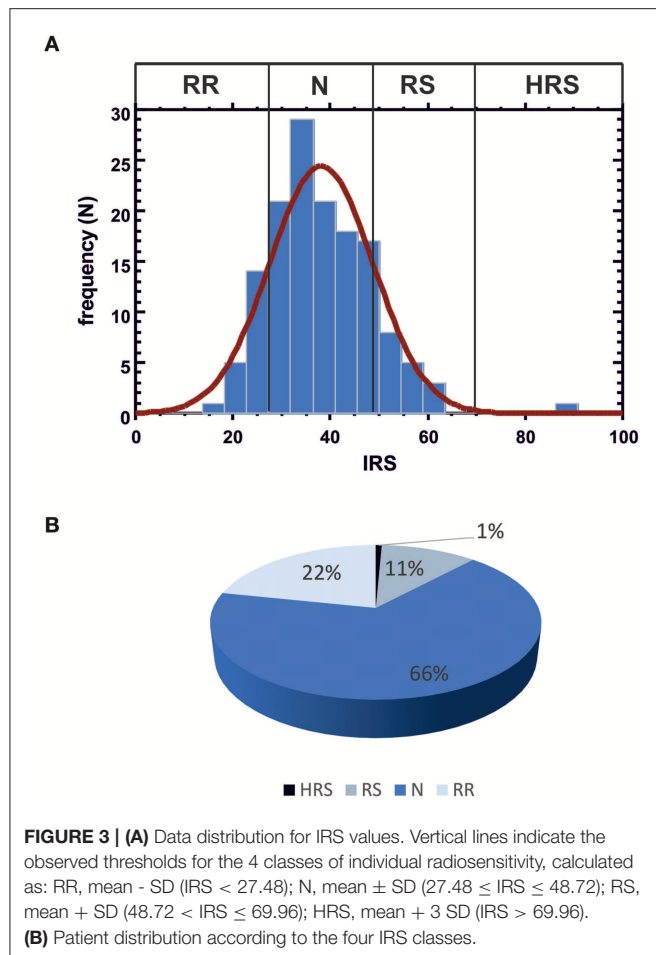 A
RR N RS HRS
30
25
20
15
10
5
0
frequency (N)
0 20 40 60 80 100
IRS
B
1%
22% 11%
66%
HRS RS N RR
FIGURE 3 | (A) Data distribution for IRS values. Vertical lines indicate the
observed thresholds for the 4 classes of individual radiosensitivity, calculated
as: RR, mean - SD (IRS < 27.48); N, mean ± SD (27.48 ≤ IRS ≤ 48.72); RS,
mean + SD (48.72 < IRS ≤ 69.96); HRS, mean + 3 SD (IRS > 69.96).
(B) Patient distribution according to the four IRS classes.